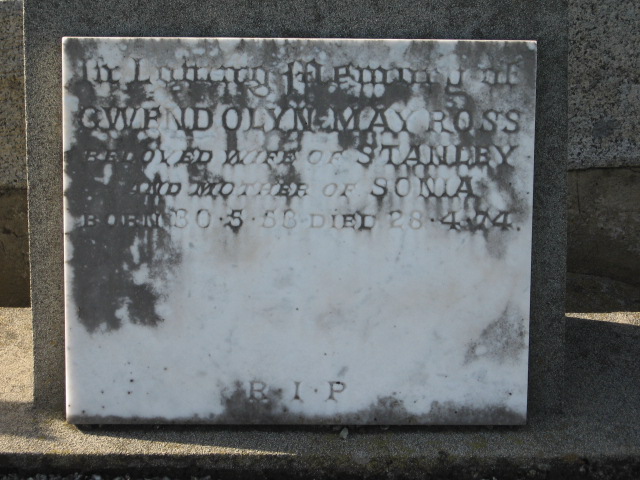 In Loving Memory of
GWENDOLYN MAY ROSS
BELOVED WIFE OF STANLEY
AND MOTHER OF SONIA
BORN 30·5·38 DIED 28·4·74.
R·I·P